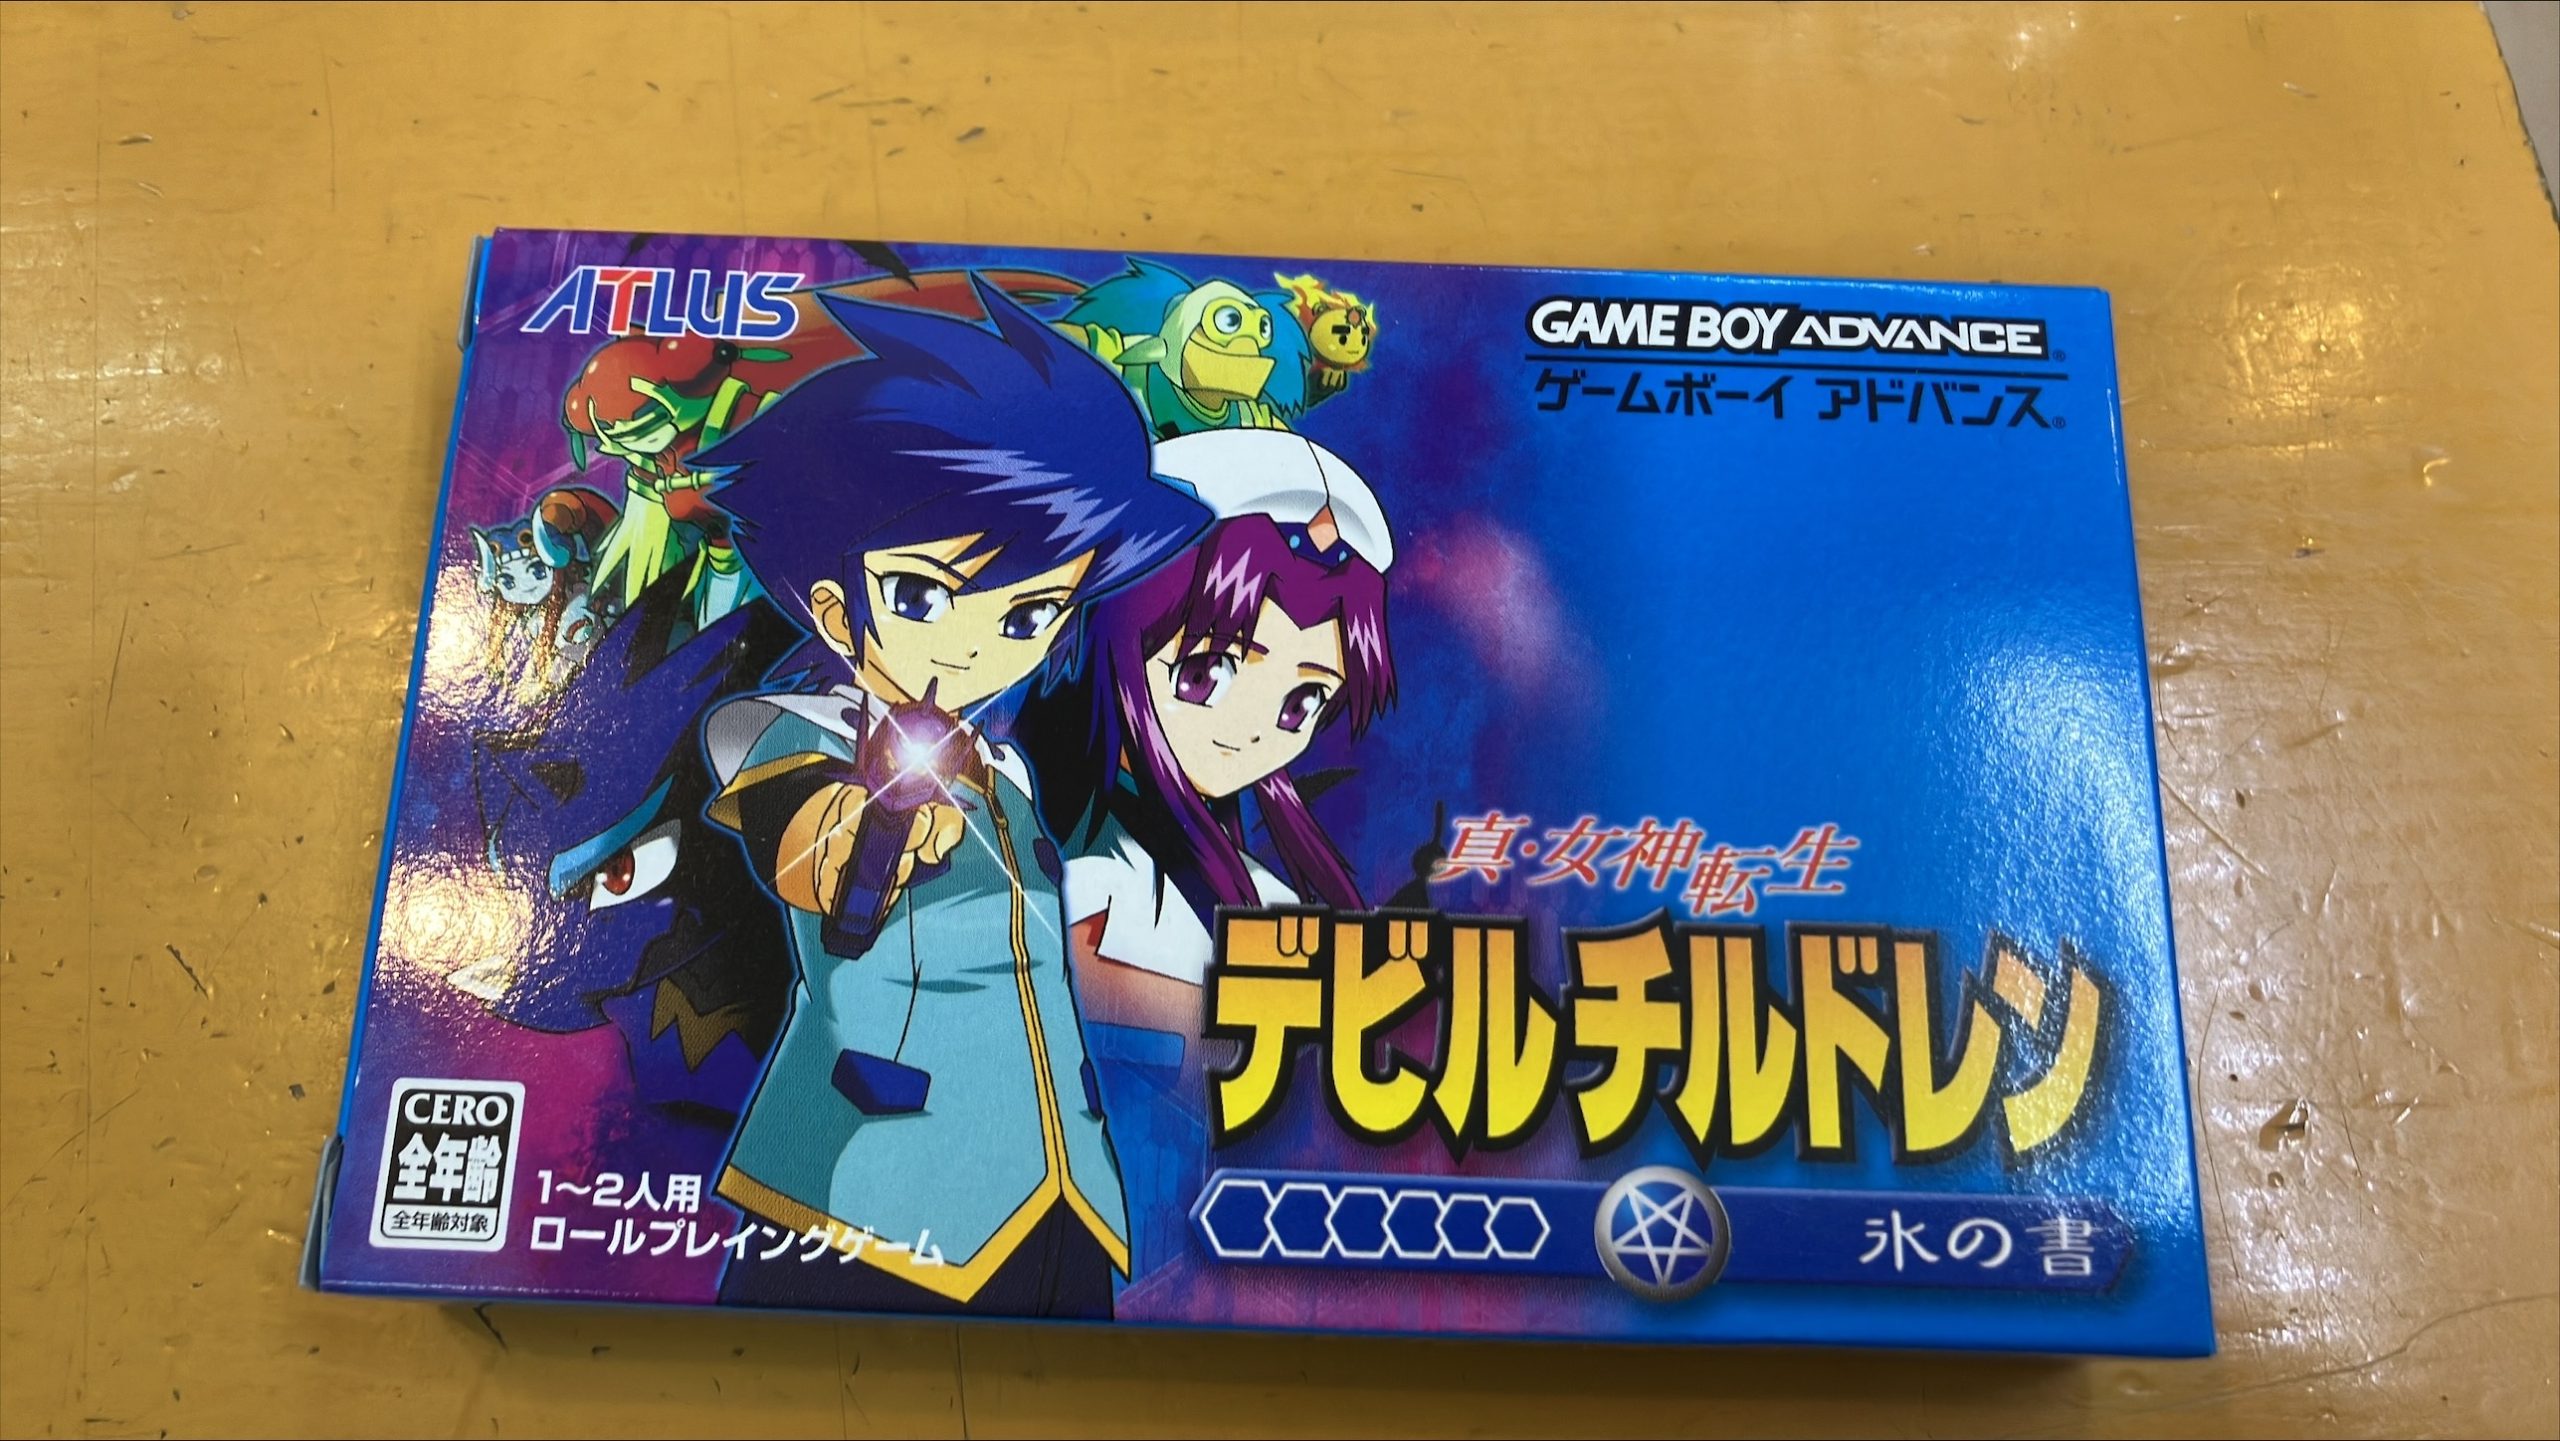 ATLUS
GAME BOY ADVANCE
ゲームボーイ アドバンス
真・女神転生
デビルチルドレン
氷の書
CERO
全年齢
全年齢対象
1～2人用
ロールプレイングゲーム